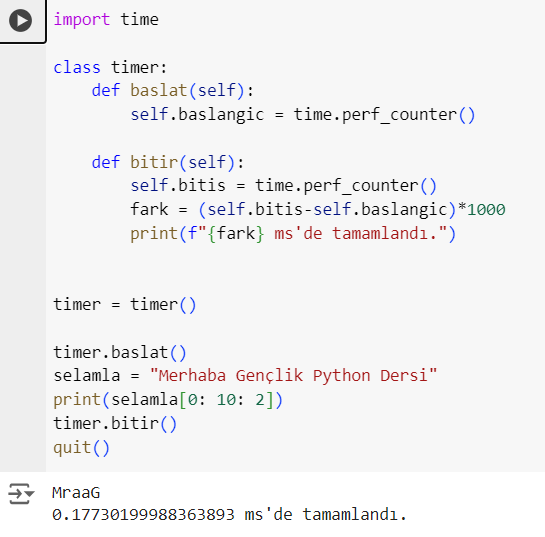 import time
class timer:
def baslat(self):
self.baslangic = time.perf_counter()
def bitir(self):
self.bitis = time.perf_counter()
fark = (self.bitis-self.baslangic)*1000
print(f"{fark} ms'de tamamlandı.")
timer = timer()
timer.baslat()
selamla = "Merhaba Gençlik Python Dersi"
print(selamla[0: 10: 2])
timer.bitir()
quit()
MraaG
0.17730199988363893 ms'de tamamlandı.